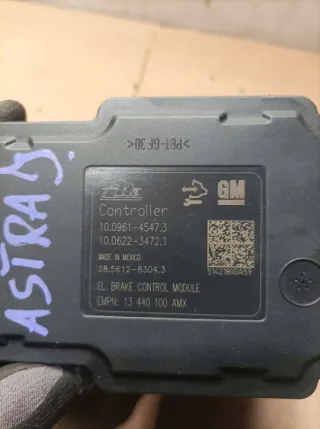 >PBT-GF30<
ATE
GM
Controller
10.0961-4547.3
10.0622-3472.1
MADE IN MEXICO
28.5612-8304.3
51421800A59
EL. BRAKE CONTROL MODULE
EMPN: 13 440 100 AMX
ASTRA J